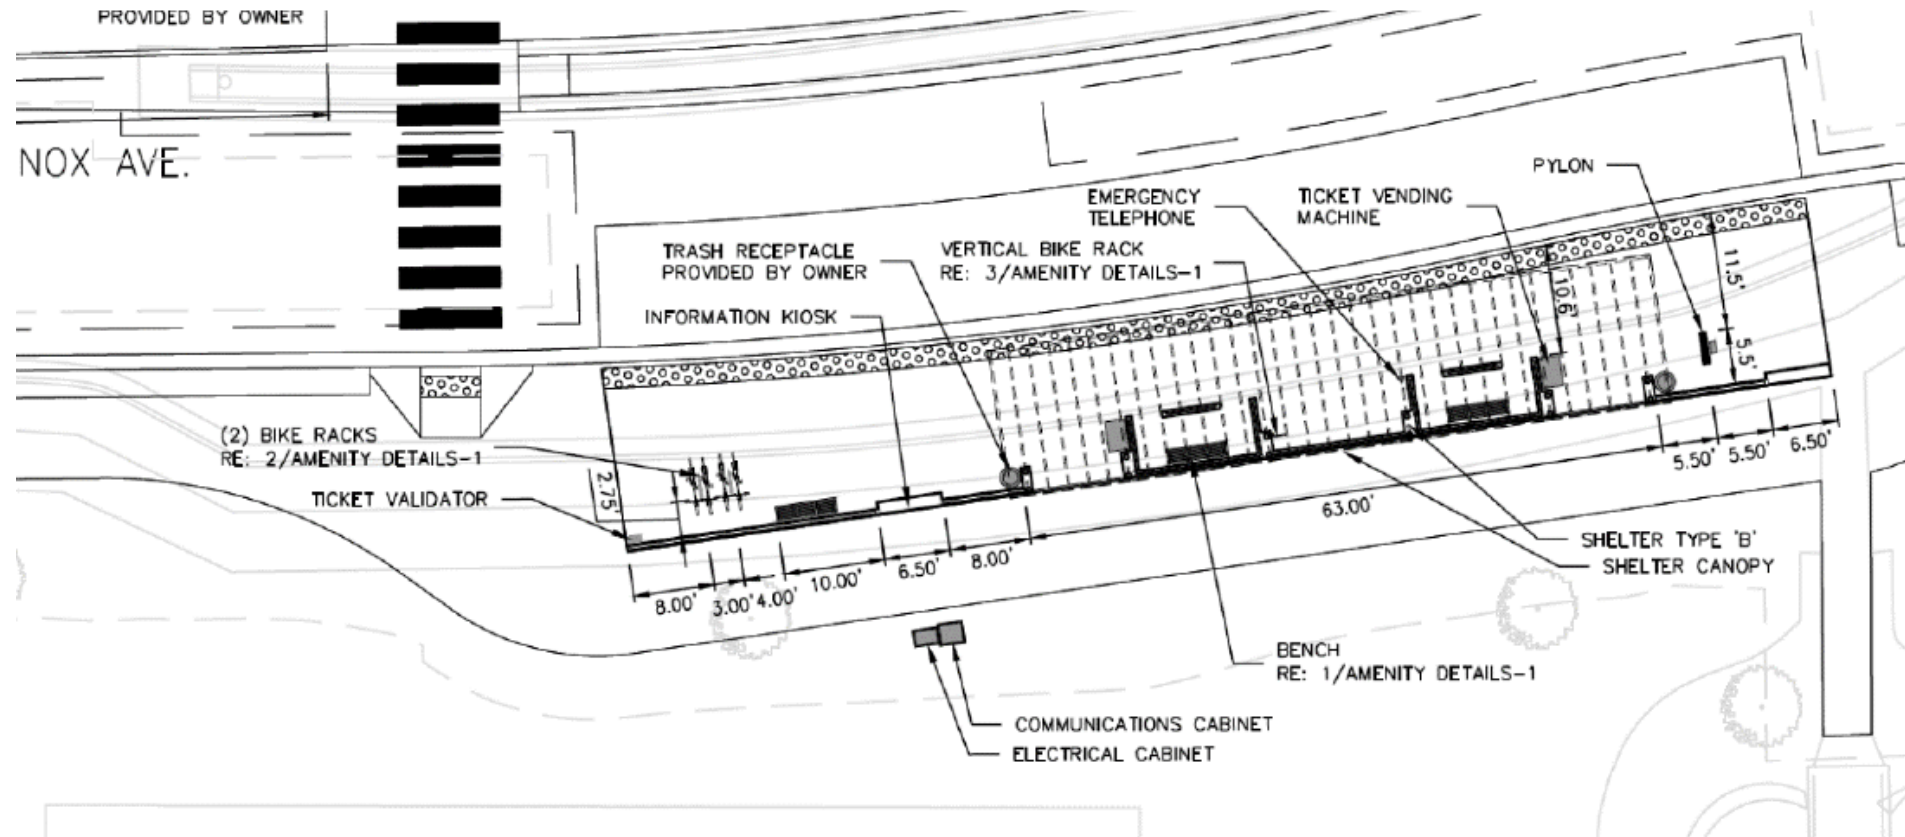 PROVIDED BY OWNER
NOX AVE.
PYLON
EMERGENCY
TELEPHONE
TICKET VENDING
MACHINE
TRASH RECEPTACLE
PROVIDED BY OWNER
VERTICAL BIKE RACK
RE: 3/AMENITY DETAILS-1
INFORMATION KIOSK
11.5'
10.6'
5.5'
(2) BIKE RACKS
RE: 2/AMENITY DETAILS-1
TICKET VALIDATOR
2.75'
8.00'
3.00'
4.00'
10.00'
6.50'
8.00'
63.00'
5.50'
5.50'
6.50'
SHELTER TYPE 'B'
SHELTER CANOPY
BENCH
RE: 1/AMENITY DETAILS-1
COMMUNICATIONS CABINET
ELECTRICAL CABINET